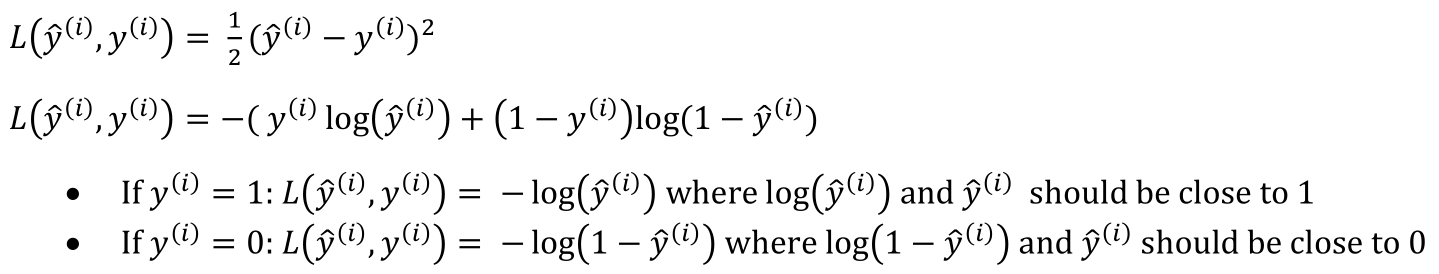 L(ŷ⁽ⁱ⁾, y⁽ⁱ⁾) = ½(ŷ⁽ⁱ⁾ − y⁽ⁱ⁾)²
L(ŷ⁽ⁱ⁾, y⁽ⁱ⁾) = −( y⁽ⁱ⁾ log(ŷ⁽ⁱ⁾) + (1 − y⁽ⁱ⁾)log(1 − ŷ⁽ⁱ⁾)
• If y⁽ⁱ⁾ = 1: L(ŷ⁽ⁱ⁾, y⁽ⁱ⁾) = − log(ŷ⁽ⁱ⁾) where log(ŷ⁽ⁱ⁾) and ŷ⁽ⁱ⁾ should be close to 1
• If y⁽ⁱ⁾ = 0: L(ŷ⁽ⁱ⁾, y⁽ⁱ⁾) = − log(1 − ŷ⁽ⁱ⁾) where log(1 − ŷ⁽ⁱ⁾) and ŷ⁽ⁱ⁾ should be close to 0